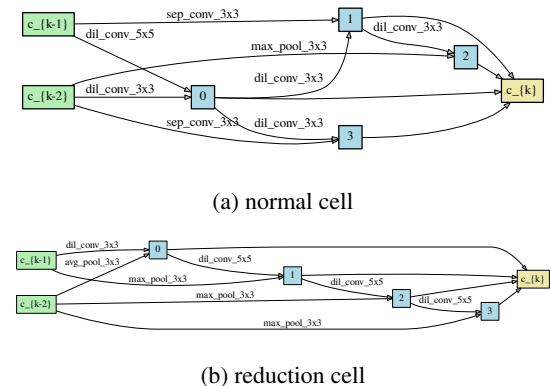 c_{k-1}
sep_conv_3x3
1
dil_conv_5x5
max_pool_3x3
dil_conv_3x3
2
c_{k-2}
dil_conv_3x3
0
dil_conv_3x3
c_{k}
sep_conv_3x3
dil_conv_3x3
3
(a) normal cell
c_{k-1}
dil_conv_3x3
0
avg_pool_3x3
dil_conv_5x5
max_pool_3x3
1
dil_conv_5x5
c_{k}
c_{k-2}
max_pool_3x3
2
dil_conv_5x5
3
max_pool_3x3
(b) reduction cell